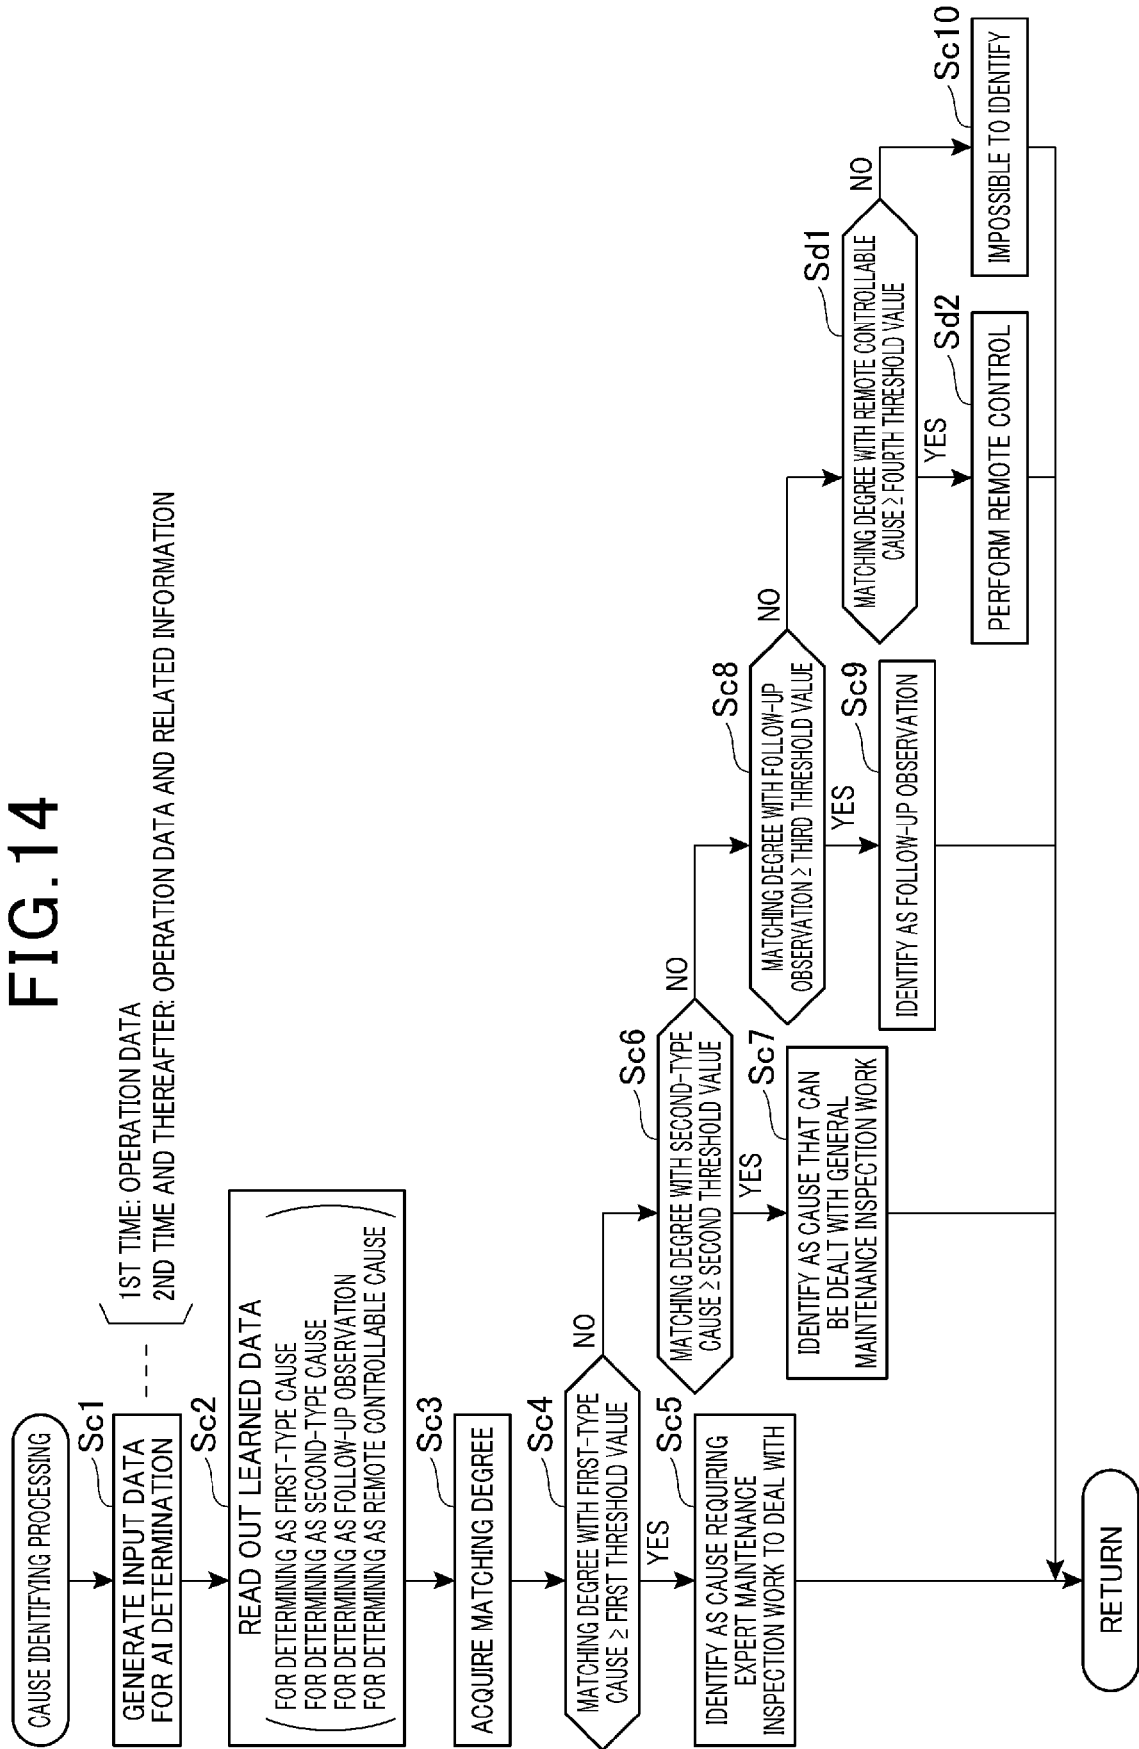 FIG.14
CAUSE IDENTIFYING PROCESSING
Sc1
GENERATE INPUT DATA
FOR AI DETERMINATION
1ST TIME: OPERATION DATA
2ND TIME AND THEREAFTER: OPERATION DATA AND RELATED INFORMATION
Sc2
READ OUT LEARNED DATA
FOR DETERMINING AS FIRST-TYPE CAUSE
FOR DETERMINING AS SECOND-TYPE CAUSE
FOR DETERMINING AS FOLLOW-UP OBSERVATION
FOR DETERMINING AS REMOTE CONTROLLABLE CAUSE
Sc3
ACQUIRE MATCHING DEGREE
Sc4
MATCHING DEGREE WITH FIRST-TYPE
CAUSE ≥ FIRST THRESHOLD VALUE
NO
YES
Sc5
IDENTIFY AS CAUSE REQUIRING
EXPERT MAINTENANCE
INSPECTION WORK TO DEAL WITH
Sc6
MATCHING DEGREE WITH SECOND-TYPE
CAUSE ≥ SECOND THRESHOLD VALUE
NO
YES
Sc7
IDENTIFY AS CAUSE THAT CAN
BE DEALT WITH GENERAL
MAINTENANCE INSPECTION WORK
Sc8
MATCHING DEGREE WITH FOLLOW-UP
OBSERVATION ≥ THIRD THRESHOLD VALUE
NO
YES
Sc9
IDENTIFY AS FOLLOW-UP OBSERVATION
Sd1
MATCHING DEGREE WITH REMOTE CONTROLLABLE
CAUSE ≥ FOURTH THRESHOLD VALUE
NO
YES
Sd2
PERFORM REMOTE CONTROL
Sc10
IMPOSSIBLE TO IDENTIFY
RETURN